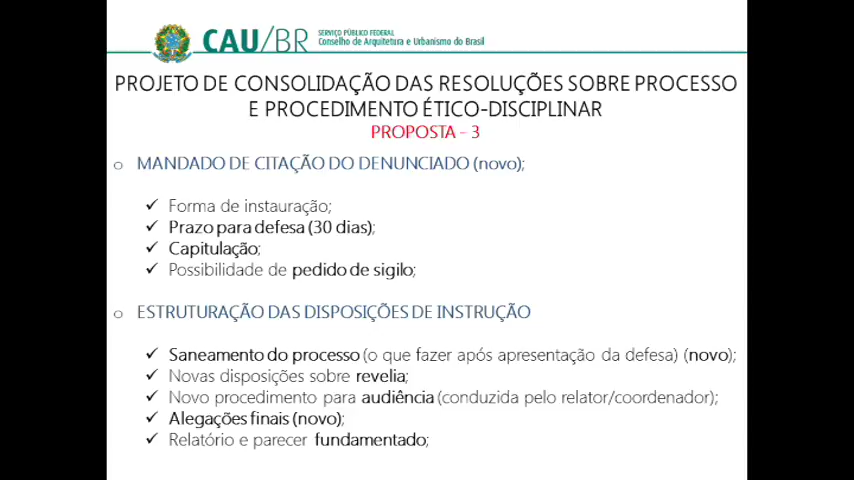 CAU/BR
SERVIÇO PÚBLICO FEDERAL
Conselho de Arquitetura e Urbanismo do Brasil
PROJETO DE CONSOLIDAÇÃO DAS RESOLUÇÕES SOBRE PROCESSO
E PROCEDIMENTO ÉTICO-DISCIPLINAR
PROPOSTA - 3
o MANDADO DE CITAÇÃO DO DENUNCIADO (novo);
✓ Forma de instauração;
✓ Prazo para defesa (30 dias);
✓ Capitulação;
✓ Possibilidade de pedido de sigilo;
o ESTRUTURAÇÃO DAS DISPOSIÇÕES DE INSTRUÇÃO
✓ Saneamento do processo (o que fazer após apresentação da defesa) (novo);
✓ Novas disposições sobre revelia;
✓ Novo procedimento para audiência (conduzida pelo relator/coordenador);
✓ Alegações finais (novo);
✓ Relatório e parecer fundamentado;